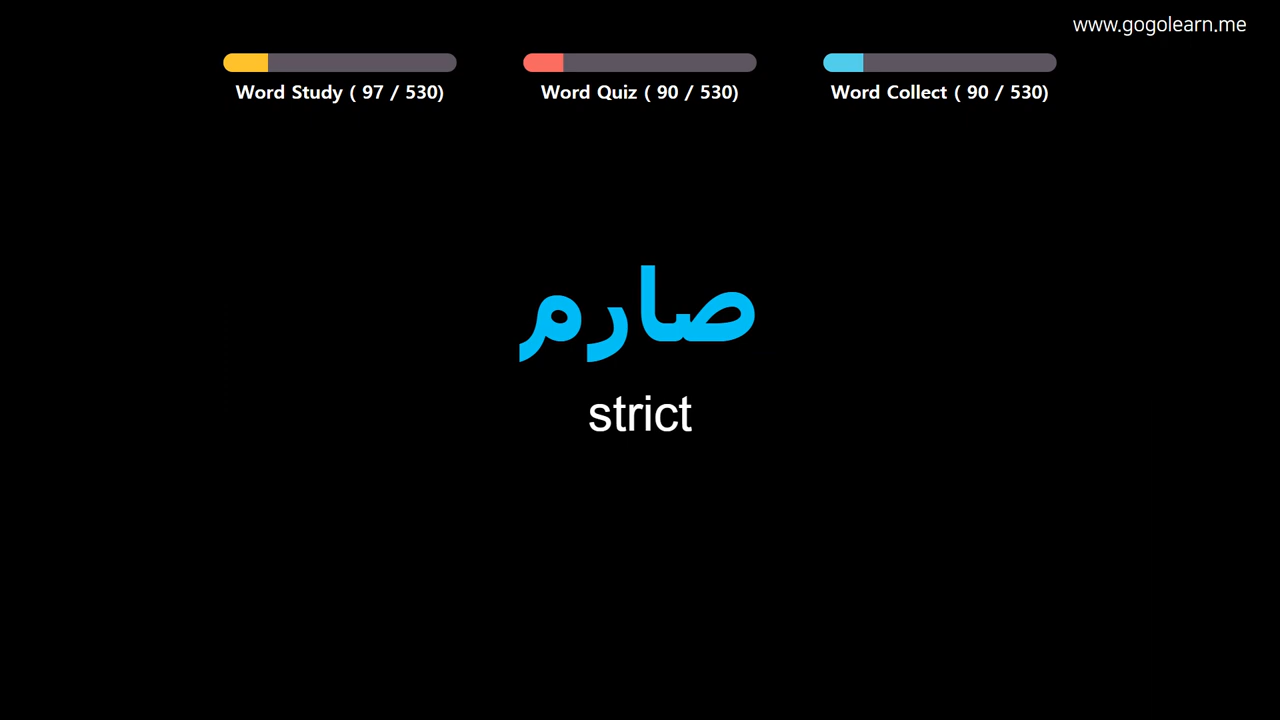 www.gogolearn.me
Word Study ( 97 / 530)
Word Quiz ( 90 / 530)
Word Collect ( 90 / 530)
صارم
strict